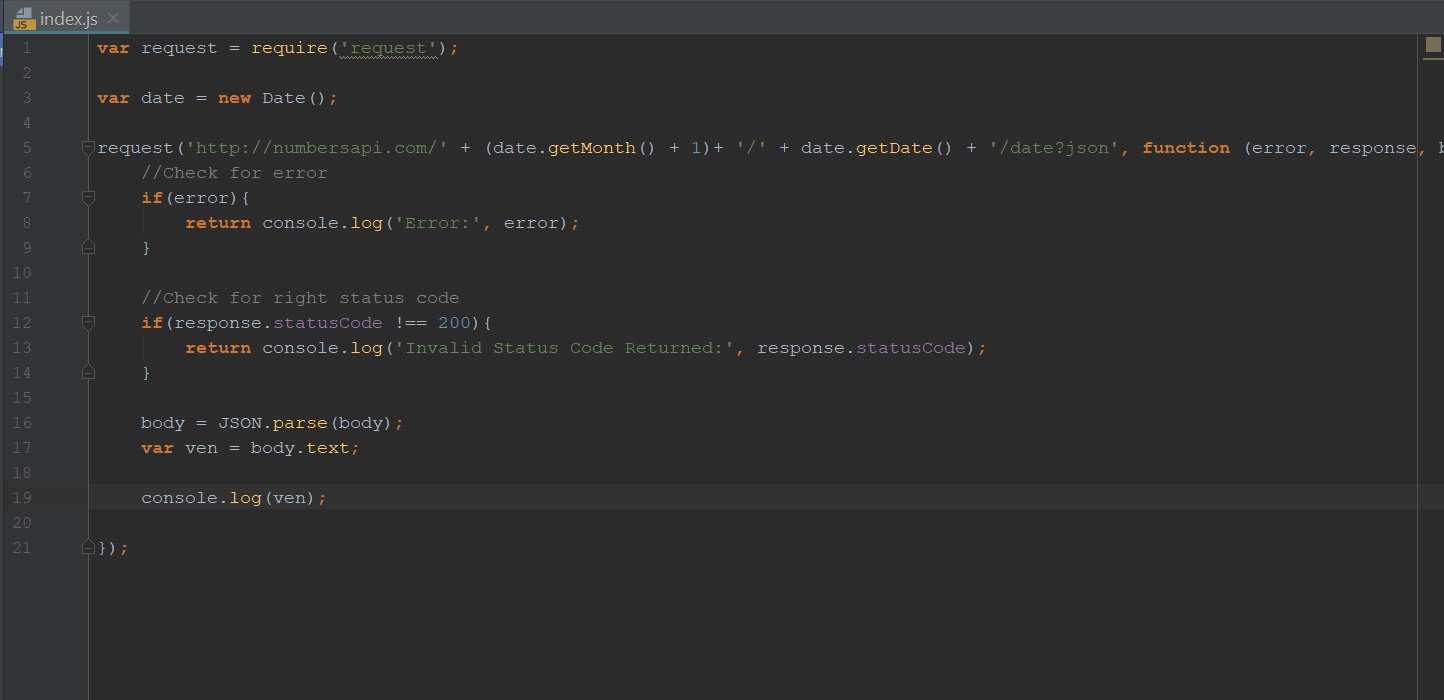 JS index.js
1 var request = require('request');
2
3 var date = new Date();
4
5 request('http://numbersapi.com/' + (date.getMonth() + 1)+ '/' + date.getDate() + '/date?json', function (error, response,
6 //Check for error
7 if(error){
8 return console.log('Error:', error);
9 }
10
11 //Check for right status code
12 if(response.statusCode !== 200){
13 return console.log('Invalid Status Code Returned:', response.statusCode);
14 }
15
16 body = JSON.parse(body);
17 var ven = body.text;
18
19 console.log(ven);
20
21 });